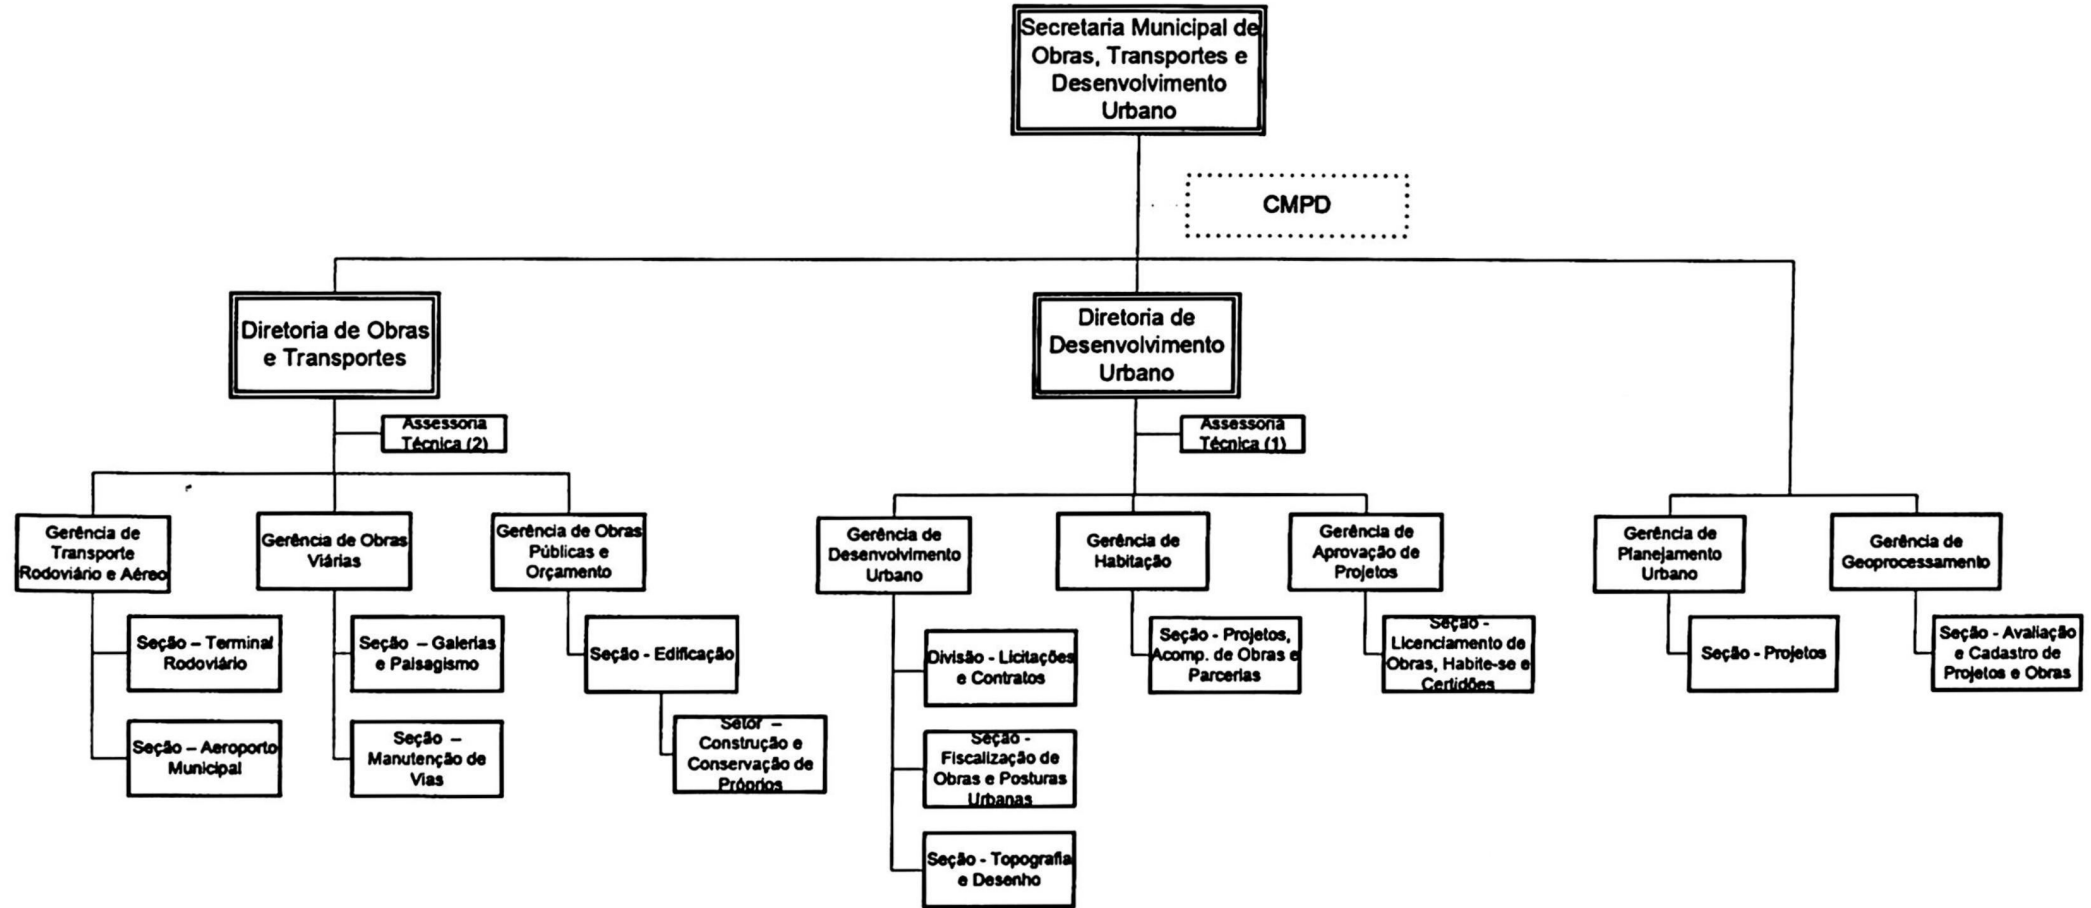 Secretaria Municipal de
Obras, Transportes e
Desenvolvimento
Urbano
CMPD
Diretoria de Obras
e Transportes
Diretoria de
Desenvolvimento
Urbano
Assessoria
Técnica (2)
Assessoria
Técnica (1)
Gerência de
Transporte
Rodoviário e Aéreo
Gerência de Obras
Viárias
Gerência de Obras
Públicas e
Orçamento
Gerência de
Desenvolvimento
Urbano
Gerência de
Habitação
Gerência de
Aprovação de
Projetos
Gerência de
Planejamento
Urbano
Gerência de
Geoprocessamento
Seção – Terminal
Rodoviário
Seção – Galerias
e Paisagismo
Seção - Edificação
Divisão - Licitações
e Contratos
Seção - Projetos,
Acomp. de Obras e
Parcerias
Seção -
Licenciamento de
Obras, Habite-se e
Certidões
Seção - Projetos
Seção - Avaliação
e Cadastro de
Projetos e Obras
Seção – Aeroporto
Municipal
Seção –
Manutenção de
Vias
Setor –
Construção e
Conservação de
Próprios
Seção -
Fiscalização de
Obras e Posturas
Urbanas
Seção - Topografia
e Desenho